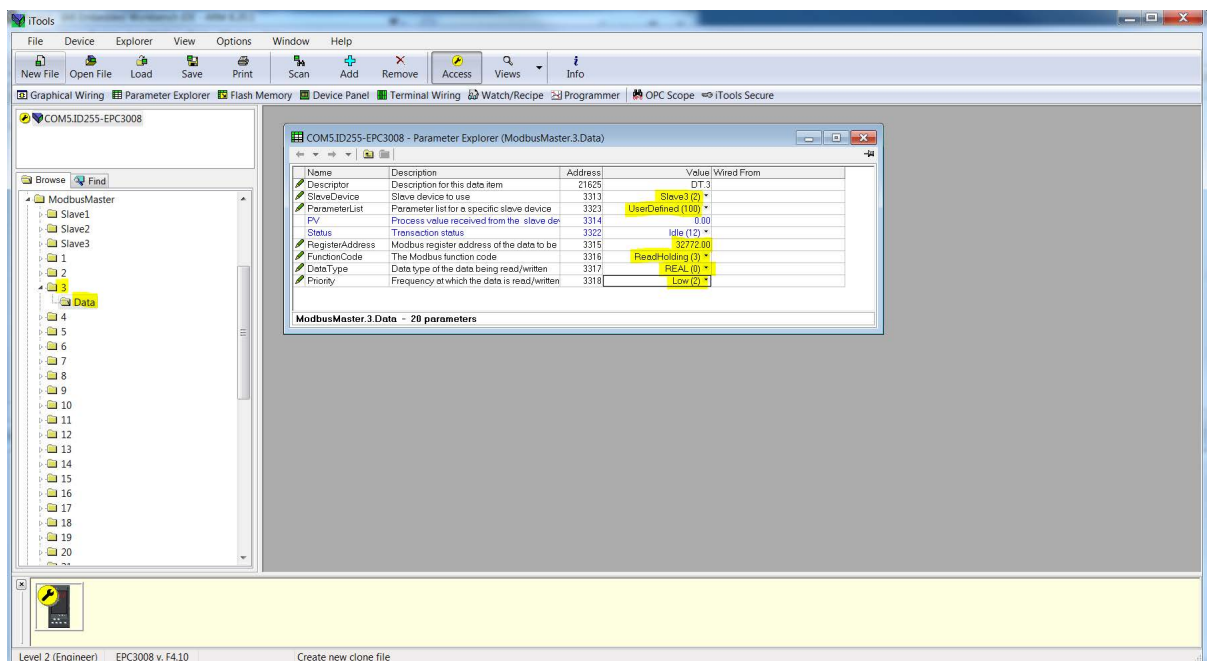 iTools
File Device Explorer View Options Window Help
New File Open File Load Save Print Scan Add Remove Access Views Info
Graphical Wiring Parameter Explorer Flash Memory Device Panel Terminal Wiring Watch/Recipe Programmer OPC Scope iTools Secure
COM5.ID255-EPC3008
Browse Find
ModbusMaster
Slave1
Slave2
Slave3
1
2
3
Data
4
5
6
7
8
9
10
11
12
13
14
15
16
17
18
19
20
COM5.ID255-EPC3008 - Parameter Explorer (ModbusMaster.3.Data)
Name Description Address Value Wired From
Descriptor Description for this data item 21625 DT.3
SlaveDevice Slave device to use 3313 Slave3 (2)
ParameterList Parameter list for a specific slave device 3323 UserDefined (100)
PV Process value received from the slave de 3314 0.00
Status Transaction status 3322 Idle (12)
RegisterAddress Modbus register address of the data to be 3315 32772.00
FunctionCode The Modbus function code 3316 ReadHolding (3)
DataType Data type of the data being read/written 3317 REAL (0)
Priority Frequency at which the data is read/written 3318 Low (2)
ModbusMaster.3.Data - 20 parameters
Level 2 (Engineer) EPC3008 v. F4.10 Create new clone file